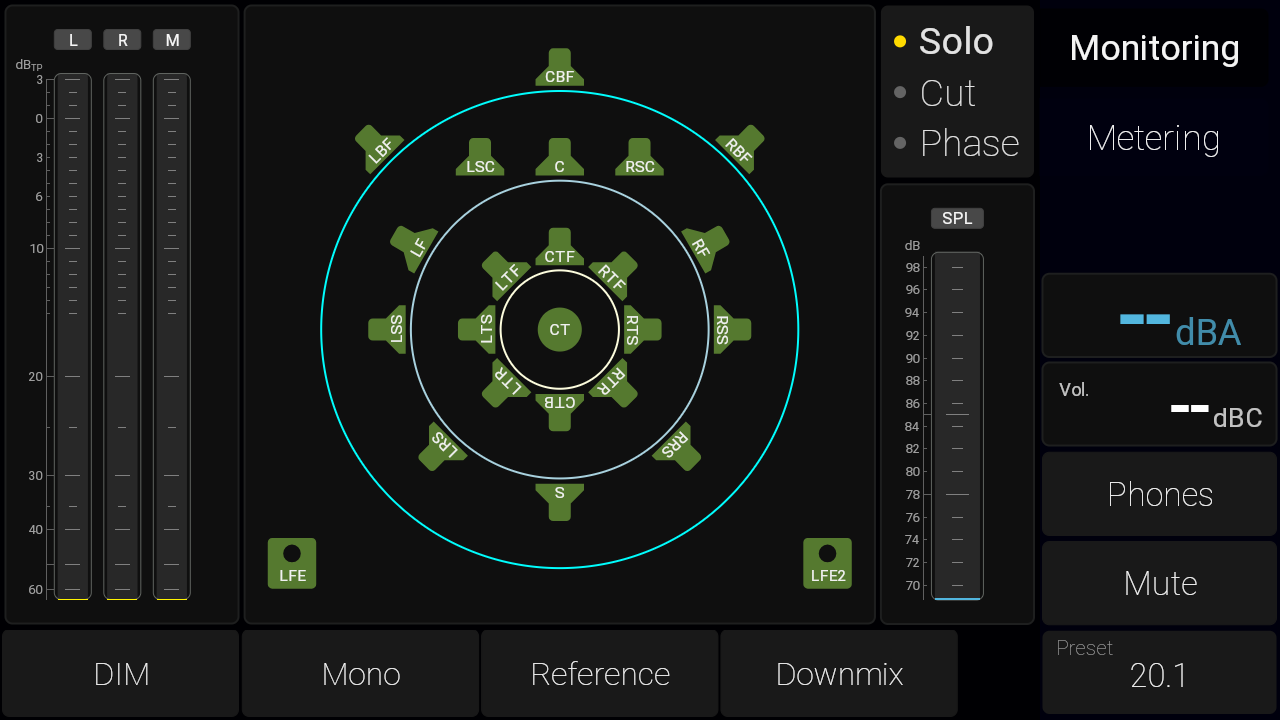 L R M
dBTP
3
0
3
6
10
20
30
40
60
CBF
LBF
RBF
LSC
C
RSC
LF
RF
CTF
LTF
RTF
LSS
LTS
CT
RTS
RSS
LTR
RTR
CTB
LRS
RRS
S
LFE
LFE2
Solo
Cut
Phase
SPL
dB
98
96
94
92
90
88
86
84
82
80
78
76
74
72
70
Monitoring
Metering
-- dBA
Vol.
-- dBC
Phones
Mute
Preset
20.1
DIM
Mono
Reference
Downmix